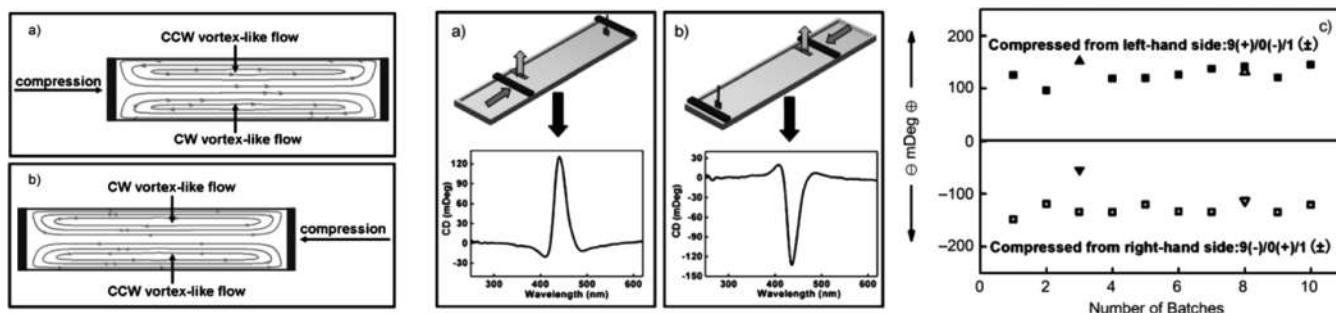 a)
CCW vortex-like flow
compression
CW vortex-like flow
b)
CW vortex-like flow
compression
CCW vortex-like flow
a)
120
90
60
30
0
-30
CD (mDeg)
300 400 500 600
Wavelength (nm)
b)
30
0
-30
-60
-90
-120
-150
CD (mDeg)
300 400 500 600
Wavelength (nm)
c)
⊖ mDeg ⊕
200
100
0
−100
−200
Compressed from left-hand side:9(+)/0(-)/1 (±)
Compressed from right-hand side:9(-)/0(+)/1 (±)
0 2 4 6 8 10
Number of Batches